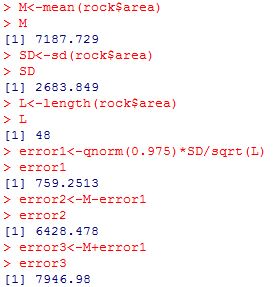 > M<-mean(rock$area)
> M
[1] 7187.729
> SD<-sd(rock$area)
> SD
[1] 2683.849
> L<-length(rock$area)
> L
[1] 48
> error1<-qnorm(0.975)*SD/sqrt(L)
> error1
[1] 759.2513
> error2<-M-error1
> error2
[1] 6428.478
> error3<-M+error1
> error3
[1] 7946.98